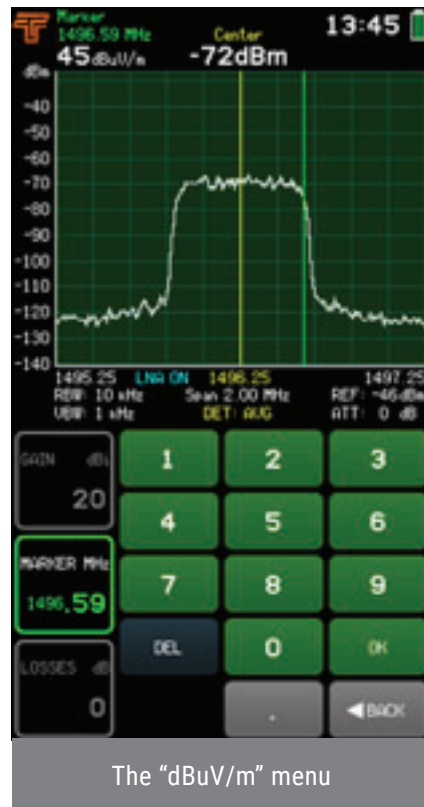 Marker
1496.59 MHz
Center
13:45
45dBuV/m
-72dBm
dBm
-40
-50
-60
-70
-80
-90
-100
-110
-120
-130
-140
1495.25 LNA ON 1496.25 1497.25
RBW: 10 kHz Span 2.00 MHz REF: -46dBm
VBW: 1 kHz DET: AVG ATT: 0 dB
GAIN dBi
20
MARKER MHz
1496.59
LOSSES dB
0
1 2 3
4 5 6
7 8 9
DEL 0 OK
. ◀BACK
The “dBuV/m” menu